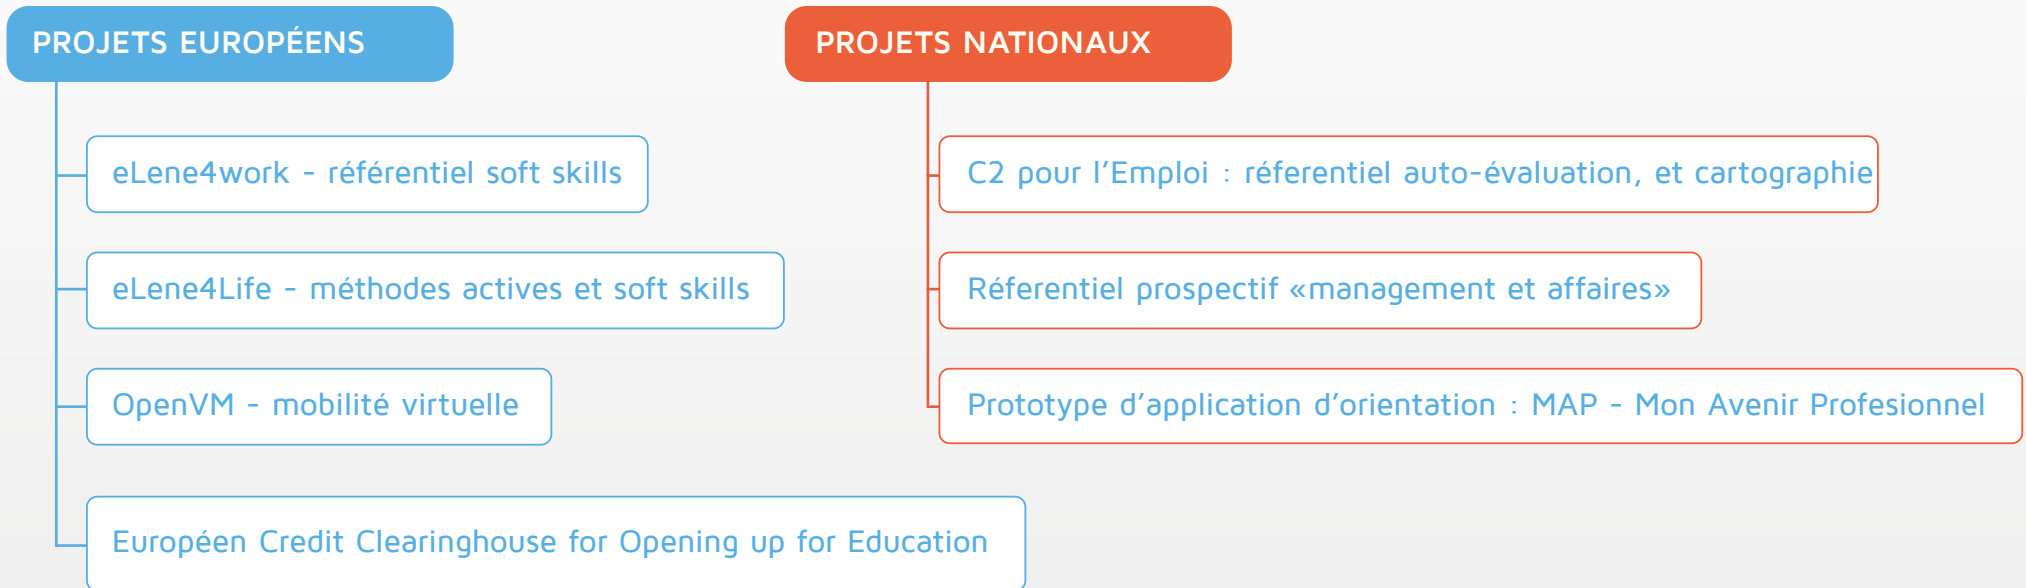 PROJETS EUROPÉENS
eLene4work - référentiel soft skills
eLene4Life - méthodes actives et soft skills
OpenVM - mobilité virtuelle
Européen Credit Clearinghouse for Opening up for Education
PROJETS NATIONAUX
C2 pour l’Emploi : réferentiel auto-évaluation, et cartographie
Réferentiel prospectif «management et affaires»
Prototype d’application d’orientation : MAP - Mon Avenir Profesionnel